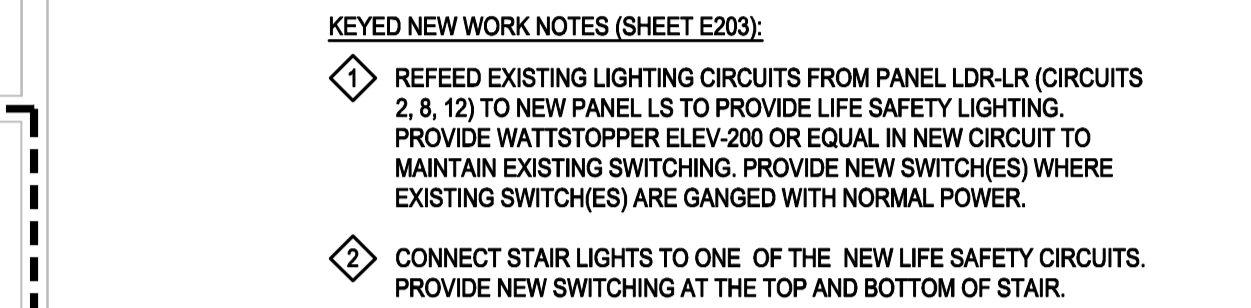 KEYED NEW WORK NOTES (SHEET E203):
1 REFEED EXISTING LIGHTING CIRCUITS FROM PANEL LDR-LR (CIRCUITS
2, 8, 12) TO NEW PANEL LS TO PROVIDE LIFE SAFETY LIGHTING.
PROVIDE WATTSTOPPER ELEV-200 OR EQUAL IN NEW CIRCUIT TO
MAINTAIN EXISTING SWITCHING. PROVIDE NEW SWITCH(ES) WHERE
EXISTING SWITCH(ES) ARE GANGED WITH NORMAL POWER.
2 CONNECT STAIR LIGHTS TO ONE OF THE NEW LIFE SAFETY CIRCUITS.
PROVIDE NEW SWITCHING AT THE TOP AND BOTTOM OF STAIR.